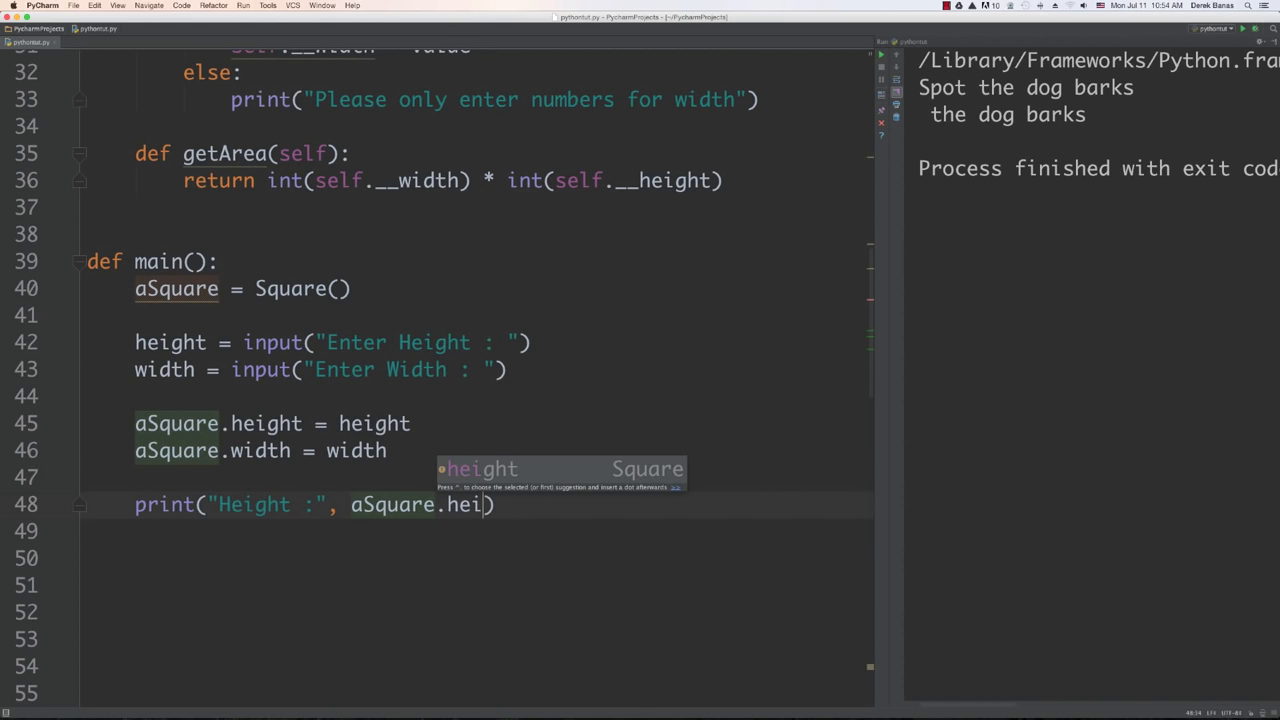 PyCharm File Edit View Navigate Code Refactor Run Tools VCS Window Help 10 Mon Jul 11 10:54 AM Derek Banas
pythontut.py - PycharmProjects - [~/PycharmProjects]
PycharmProjects pythontut.py pythontut
pythontut.py Run pythontut
32 else:
33 print("Please only enter numbers for width")
34
35 def getArea(self):
36 return int(self.__width) * int(self.__height)
37
38
39 def main():
40 aSquare = Square()
41
42 height = input("Enter Height : ")
43 width = input("Enter Width : ")
44
45 aSquare.height = height
46 aSquare.width = width
47
height Square
Press ^. to choose the selected (or first) suggestion and insert a dot afterwards >>
48 print("Height :", aSquare.hei)
49
50
51
52
53
54
55
/Library/Frameworks/Python.fra
Spot the dog barks
the dog barks
Process finished with exit cod
48:54 LF UTF-8